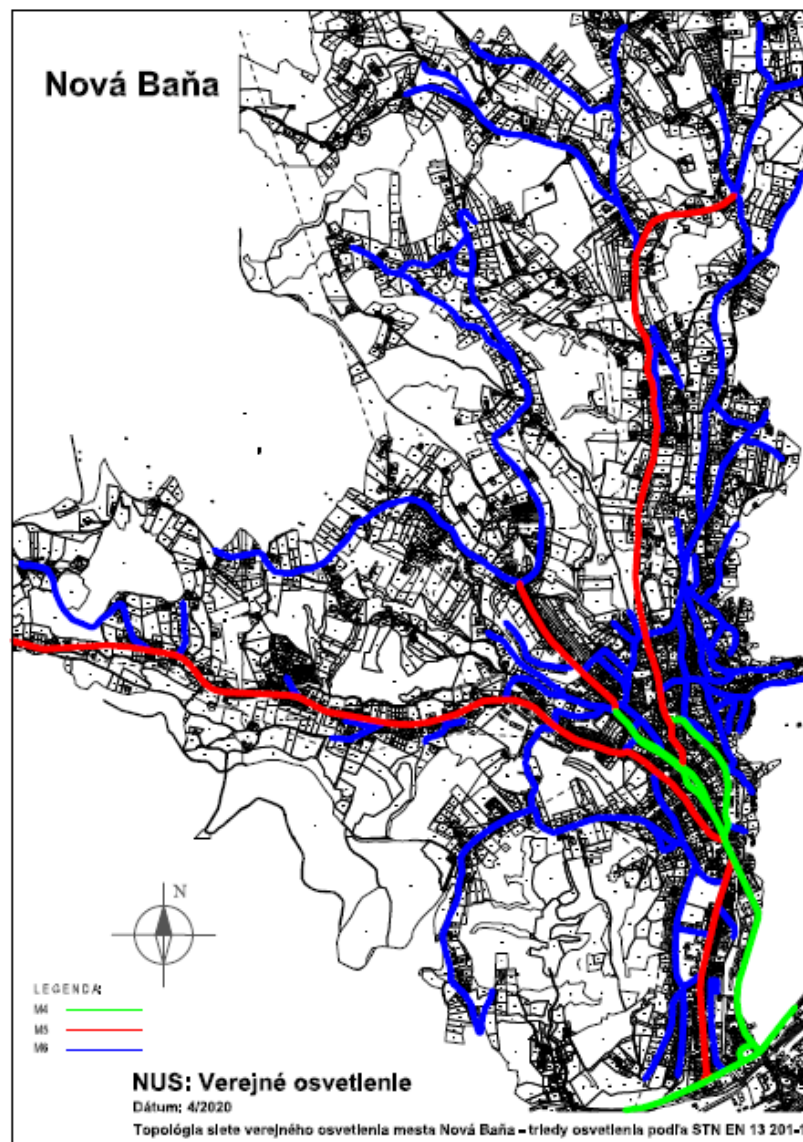 Nová Baňa
N
LEGENDA:
M4
M5
M6
NUS: Verejné osvetlenie
Dátum: 4/2020
Topológia siete verejného osvetlenia mesta Nová Baňa – triedy osvetlenia podľa STN EN 13 201-1